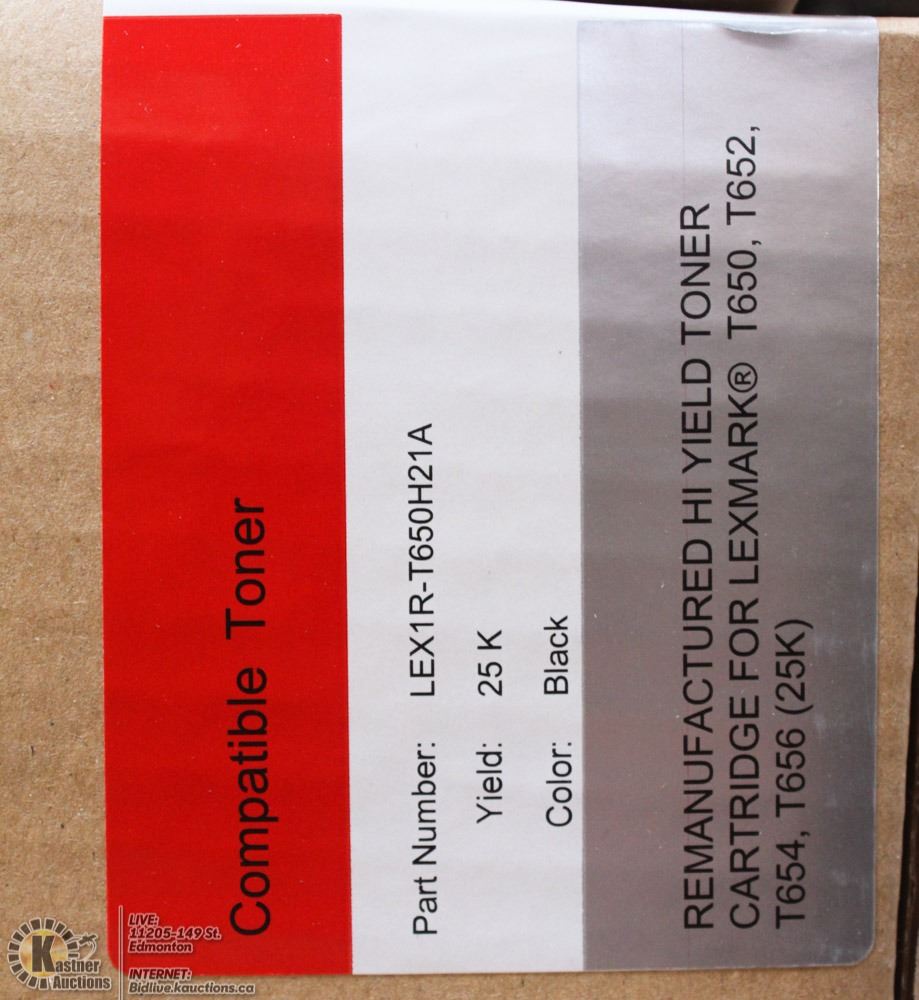 Compatible Toner
Part Number: LEX1R-T650H21A
Yield: 25 K
Color: Black
REMANUFACTURED HI YIELD TONER
CARTRIDGE FOR LEXMARK® T650, T652,
T654, T656 (25K)
K
Kastner
Auctions
LIVE:
11205-149 St.
Edmonton
INTERNET:
Bidlive.kauctions.ca